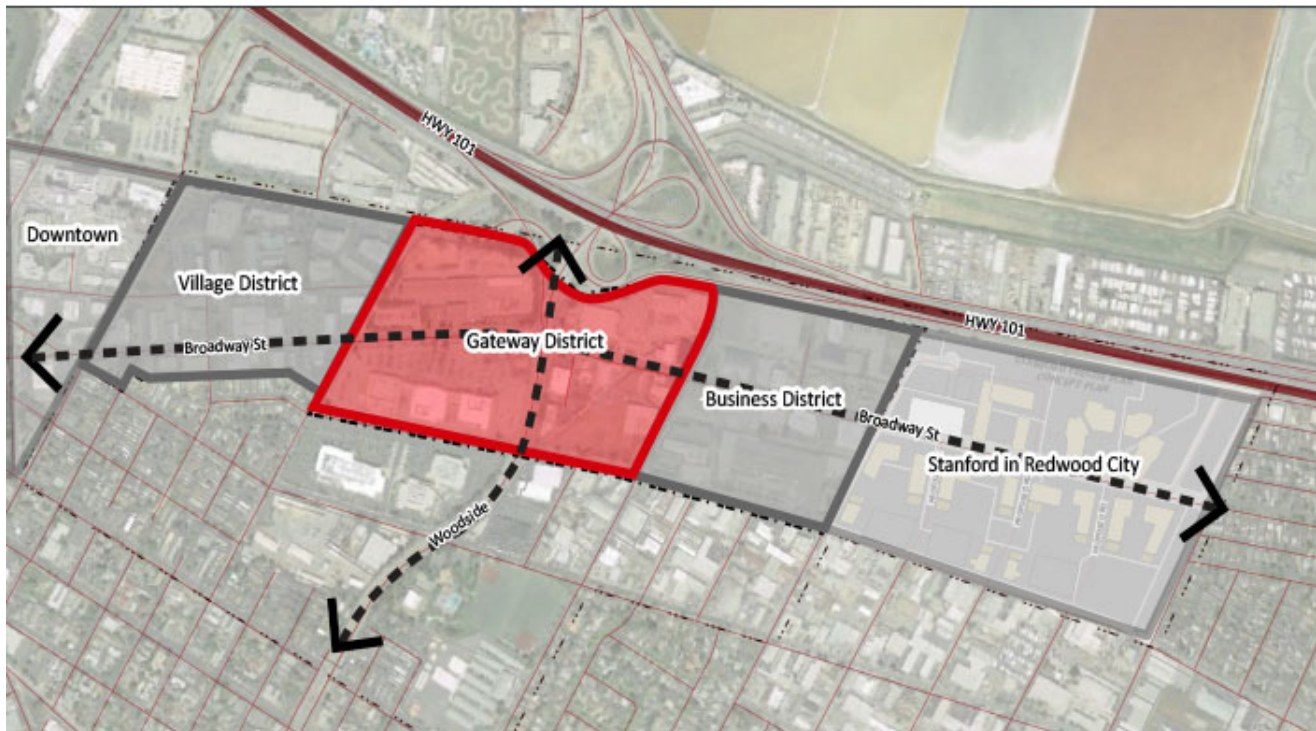 HWY 101
Downtown
Village District
Broadway St
Gateway District
HWY 101
Business District
Broadway St
Stanford in Redwood City
Woodside